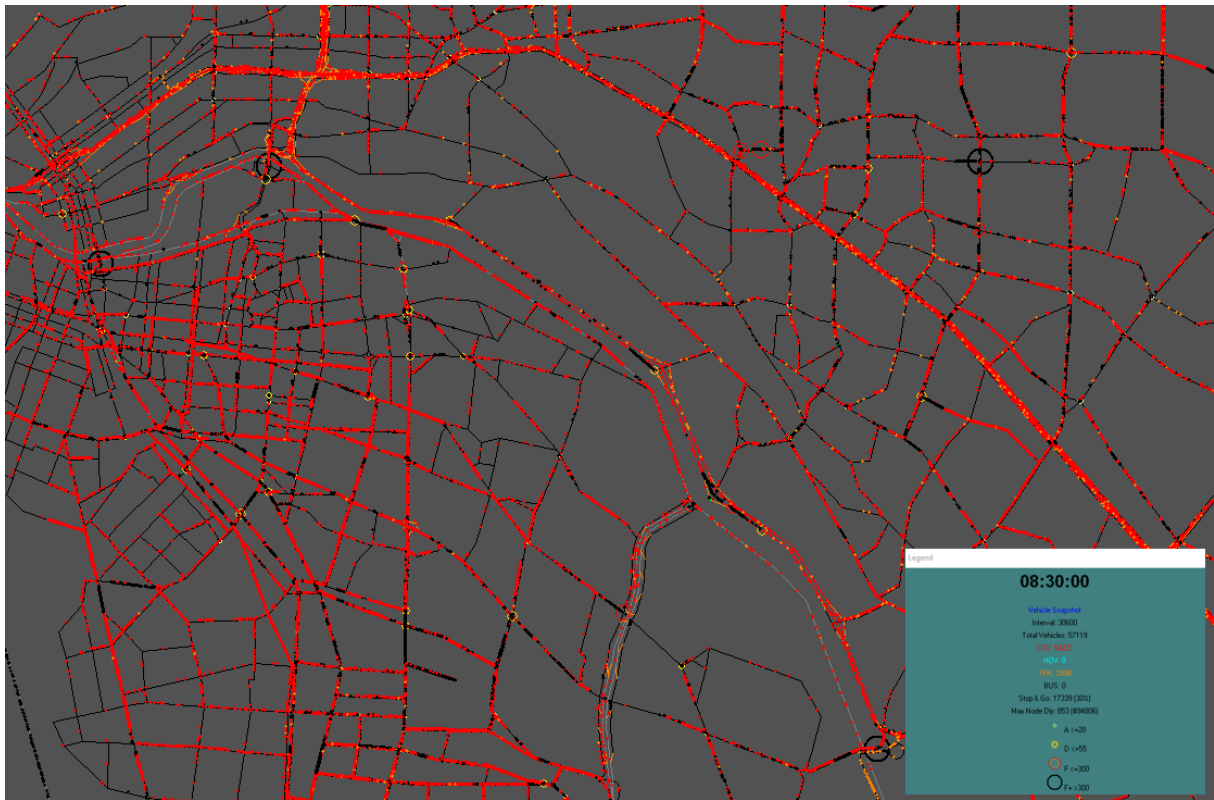 Legend
08:30:00
Vehicle Snapshot
Interval: 30600
Total Vehicles: 57119
SOV: 54221
HOV: 0
TRK: 2898
BUS: 0
Stop & Go: 17339 (30%)
Max Node Dly: 853 (#94806)
A <=20
D <=55
F <=300
F+ >300